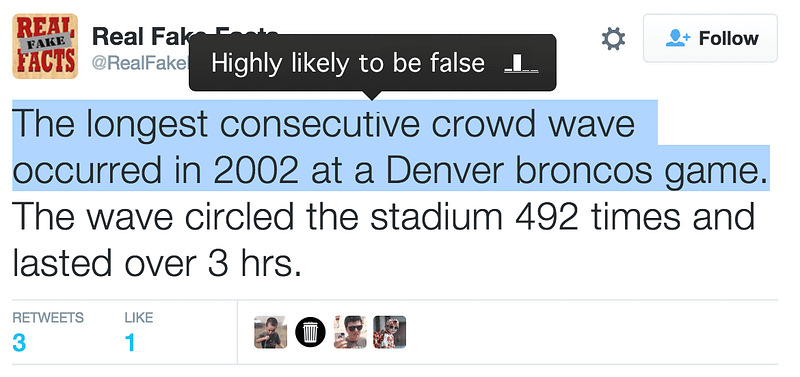 REAL
FAKE
FACTS
Real Fake Facts
@RealFake
Highly likely to be false
Follow
The longest consecutive crowd wave
occurred in 2002 at a Denver broncos game.
The wave circled the stadium 492 times and
lasted over 3 hrs.
RETWEETS LIKE
3 1